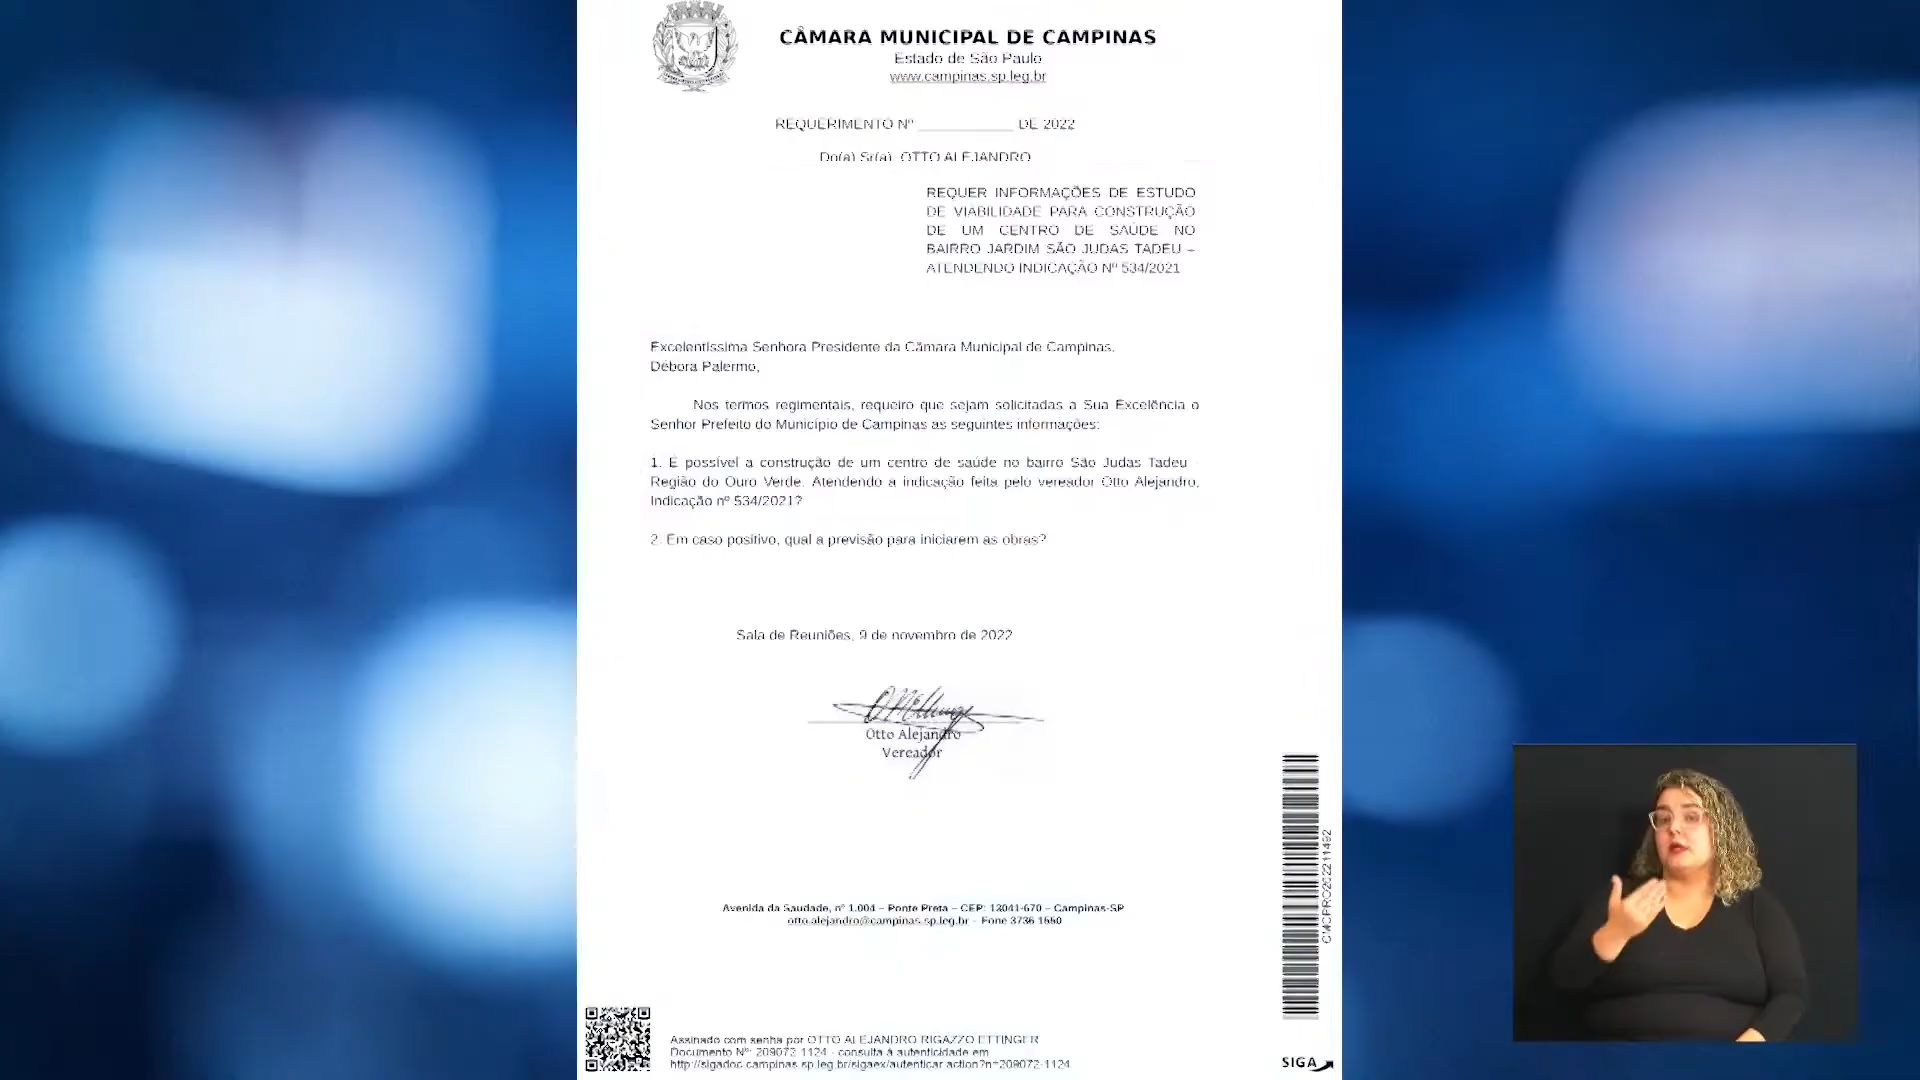 CÂMARA MUNICIPAL DE CAMPINAS
Estado de São Paulo
www.campinas.sp.leg.br
REQUERIMENTO Nº ____________ DE 2022
Do(a) Sr(a). OTTO ALEJANDRO
REQUER INFORMAÇÕES DE ESTUDO
DE VIABILIDADE PARA CONSTRUÇÃO
DE UM CENTRO DE SAÚDE NO
BAIRRO JARDIM SÃO JUDAS TADEU –
ATENDENDO INDICAÇÃO Nº 534/2021
Excelentíssima Senhora Presidente da Câmara Municipal de Campinas,
Débora Palermo,
Nos termos regimentais, requeiro que sejam solicitadas a Sua Excelência o
Senhor Prefeito do Município de Campinas as seguintes informações:
1. É possível a construção de um centro de saúde no bairro São Judas Tadeu -
Região do Ouro Verde. Atendendo a indicação feita pelo vereador Otto Alejandro,
Indicação nº 534/2021?
2. Em caso positivo, qual a previsão para iniciarem as obras?
Sala de Reuniões, 9 de novembro de 2022
Otto Alejandro
Vereador
Avenida da Saudade, nº 1.004 – Ponte Preta – CEP: 13041-670 – Campinas-SP
otto.alejandro@campinas.sp.leg.br - Fone 3736 1550
CMCPRO202211492
Assinado com senha por OTTO ALEJANDRO RIGAZZO ETTINGER
Documento Nº: 209072-1124 - consulta à autenticidade em
http://sigadoc.campinas.sp.leg.br/sigaex/autenticar.action?n=209072-1124
SIGA